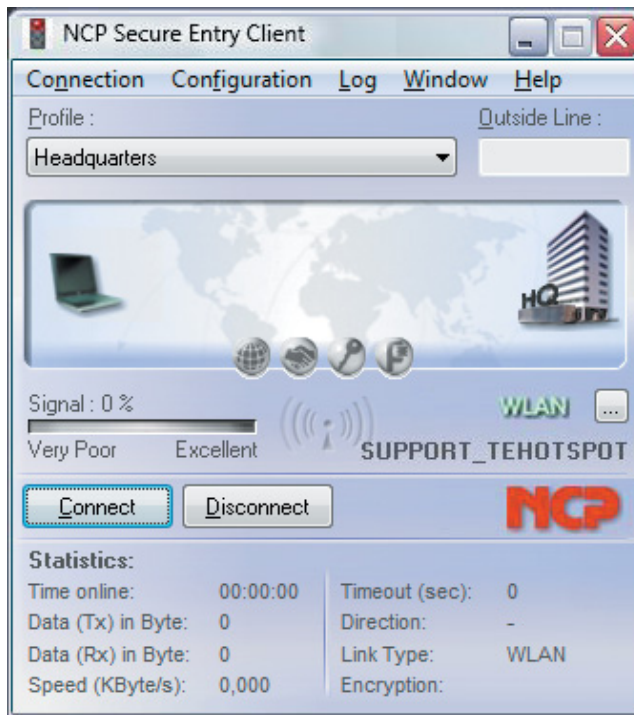 NCP Secure Entry Client
Connection Configuration Log Window Help
Profile : Outside Line :
Headquarters
HQ
Signal : 0 % WLAN ...
Very Poor Excellent SUPPORT_TEHOTSPOT
Connect Disconnect NCP
Statistics:
Time online: 00:00:00 Timeout (sec): 0
Data (Tx) in Byte: 0 Direction: -
Data (Rx) in Byte: 0 Link Type: WLAN
Speed (KByte/s): 0,000 Encryption: